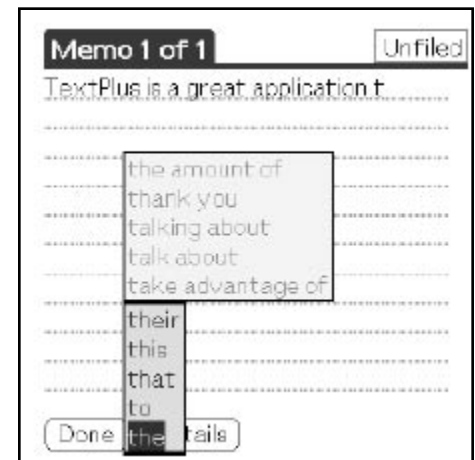 Memo 1 of 1
Unfiled
TextPlus is a great application t
the amount of
thank you
talking about
talk about
take advantage of
their
this
that
to
the
Done tails